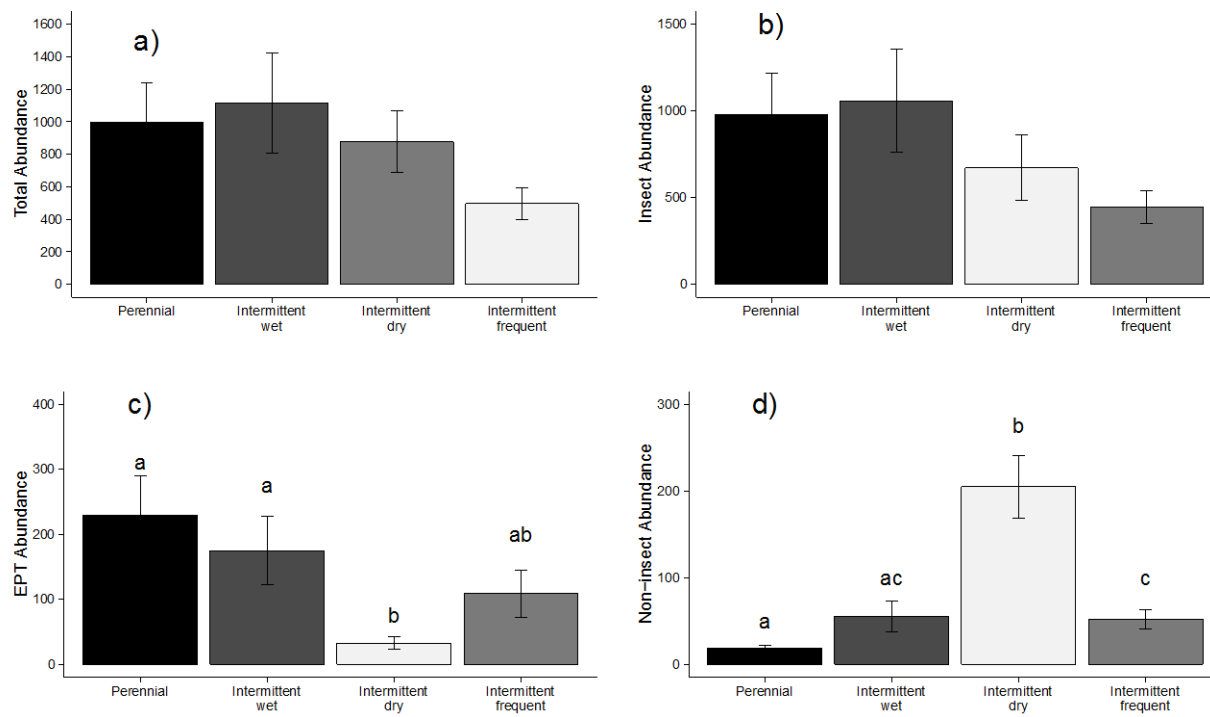 a)
Total Abundance
1600
1400
1200
1000
800
600
400
200
0
Perennial
Intermittent
wet
Intermittent
dry
Intermittent
frequent
b)
Insect Abundance
1500
1000
500
0
Perennial
Intermittent
wet
Intermittent
dry
Intermittent
frequent
c)
EPT Abundance
400
300
200
100
0
a
a
b
ab
Perennial
Intermittent
wet
Intermittent
dry
Intermittent
frequent
d)
Non−insect Abundance
300
200
100
0
a
ac
b
c
Perennial
Intermittent
wet
Intermittent
dry
Intermittent
frequent